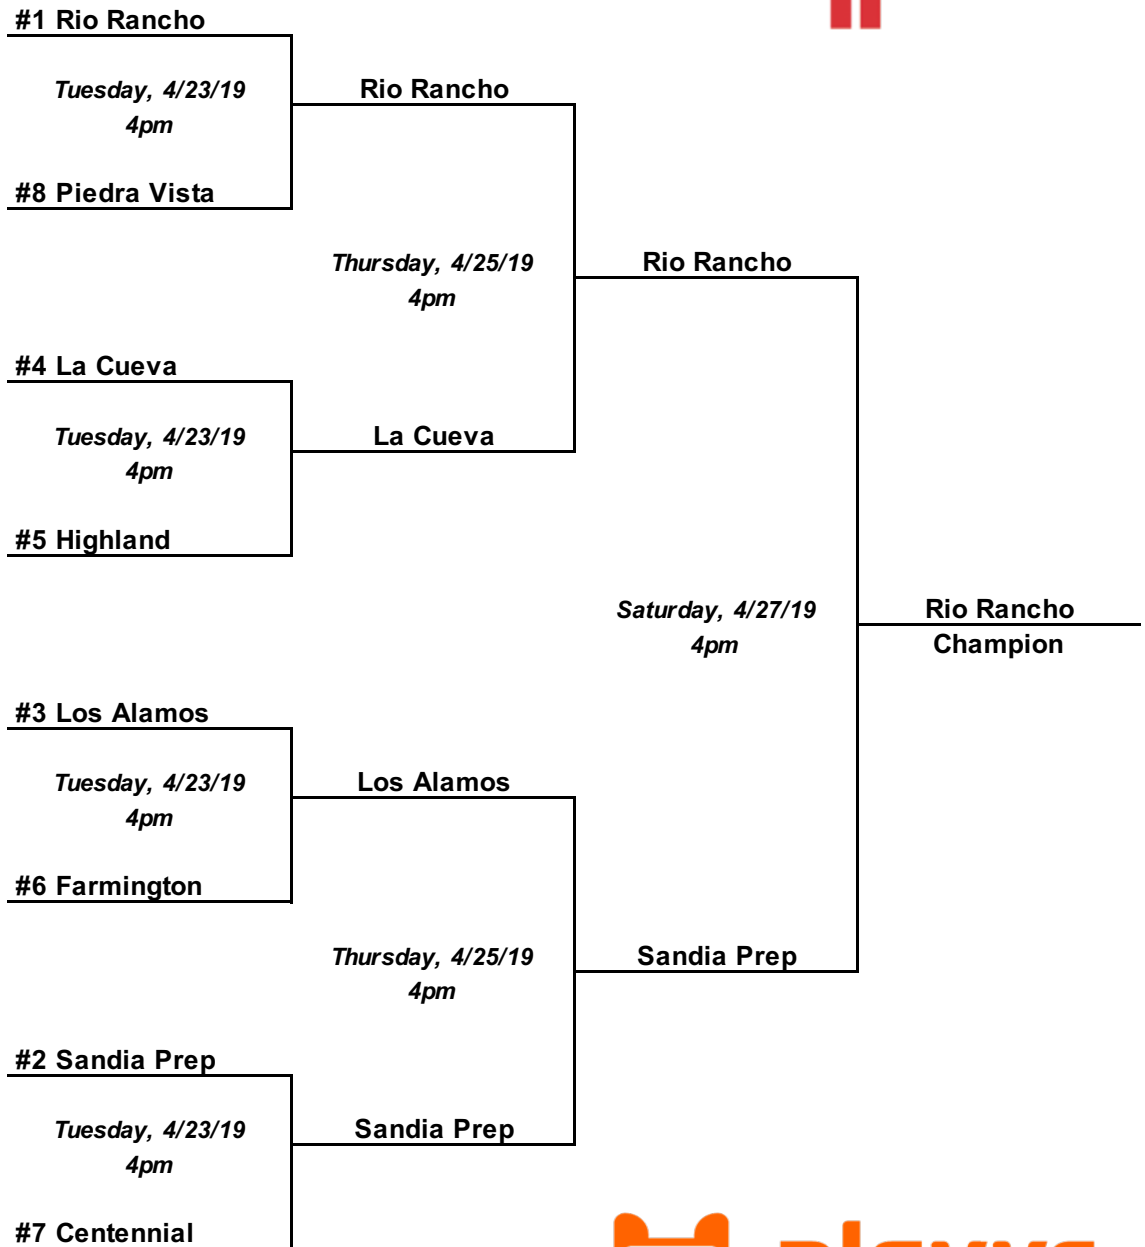 #1 Rio Rancho
Tuesday, 4/23/19
4pm
Rio Rancho
#8 Piedra Vista
Thursday, 4/25/19
4pm
Rio Rancho
#4 La Cueva
Tuesday, 4/23/19
4pm
La Cueva
#5 Highland
Saturday, 4/27/19
4pm
Rio Rancho
Champion
#3 Los Alamos
Tuesday, 4/23/19
4pm
Los Alamos
#6 Farmington
Thursday, 4/25/19
4pm
Sandia Prep
#2 Sandia Prep
Tuesday, 4/23/19
4pm
Sandia Prep
#7 Centennial